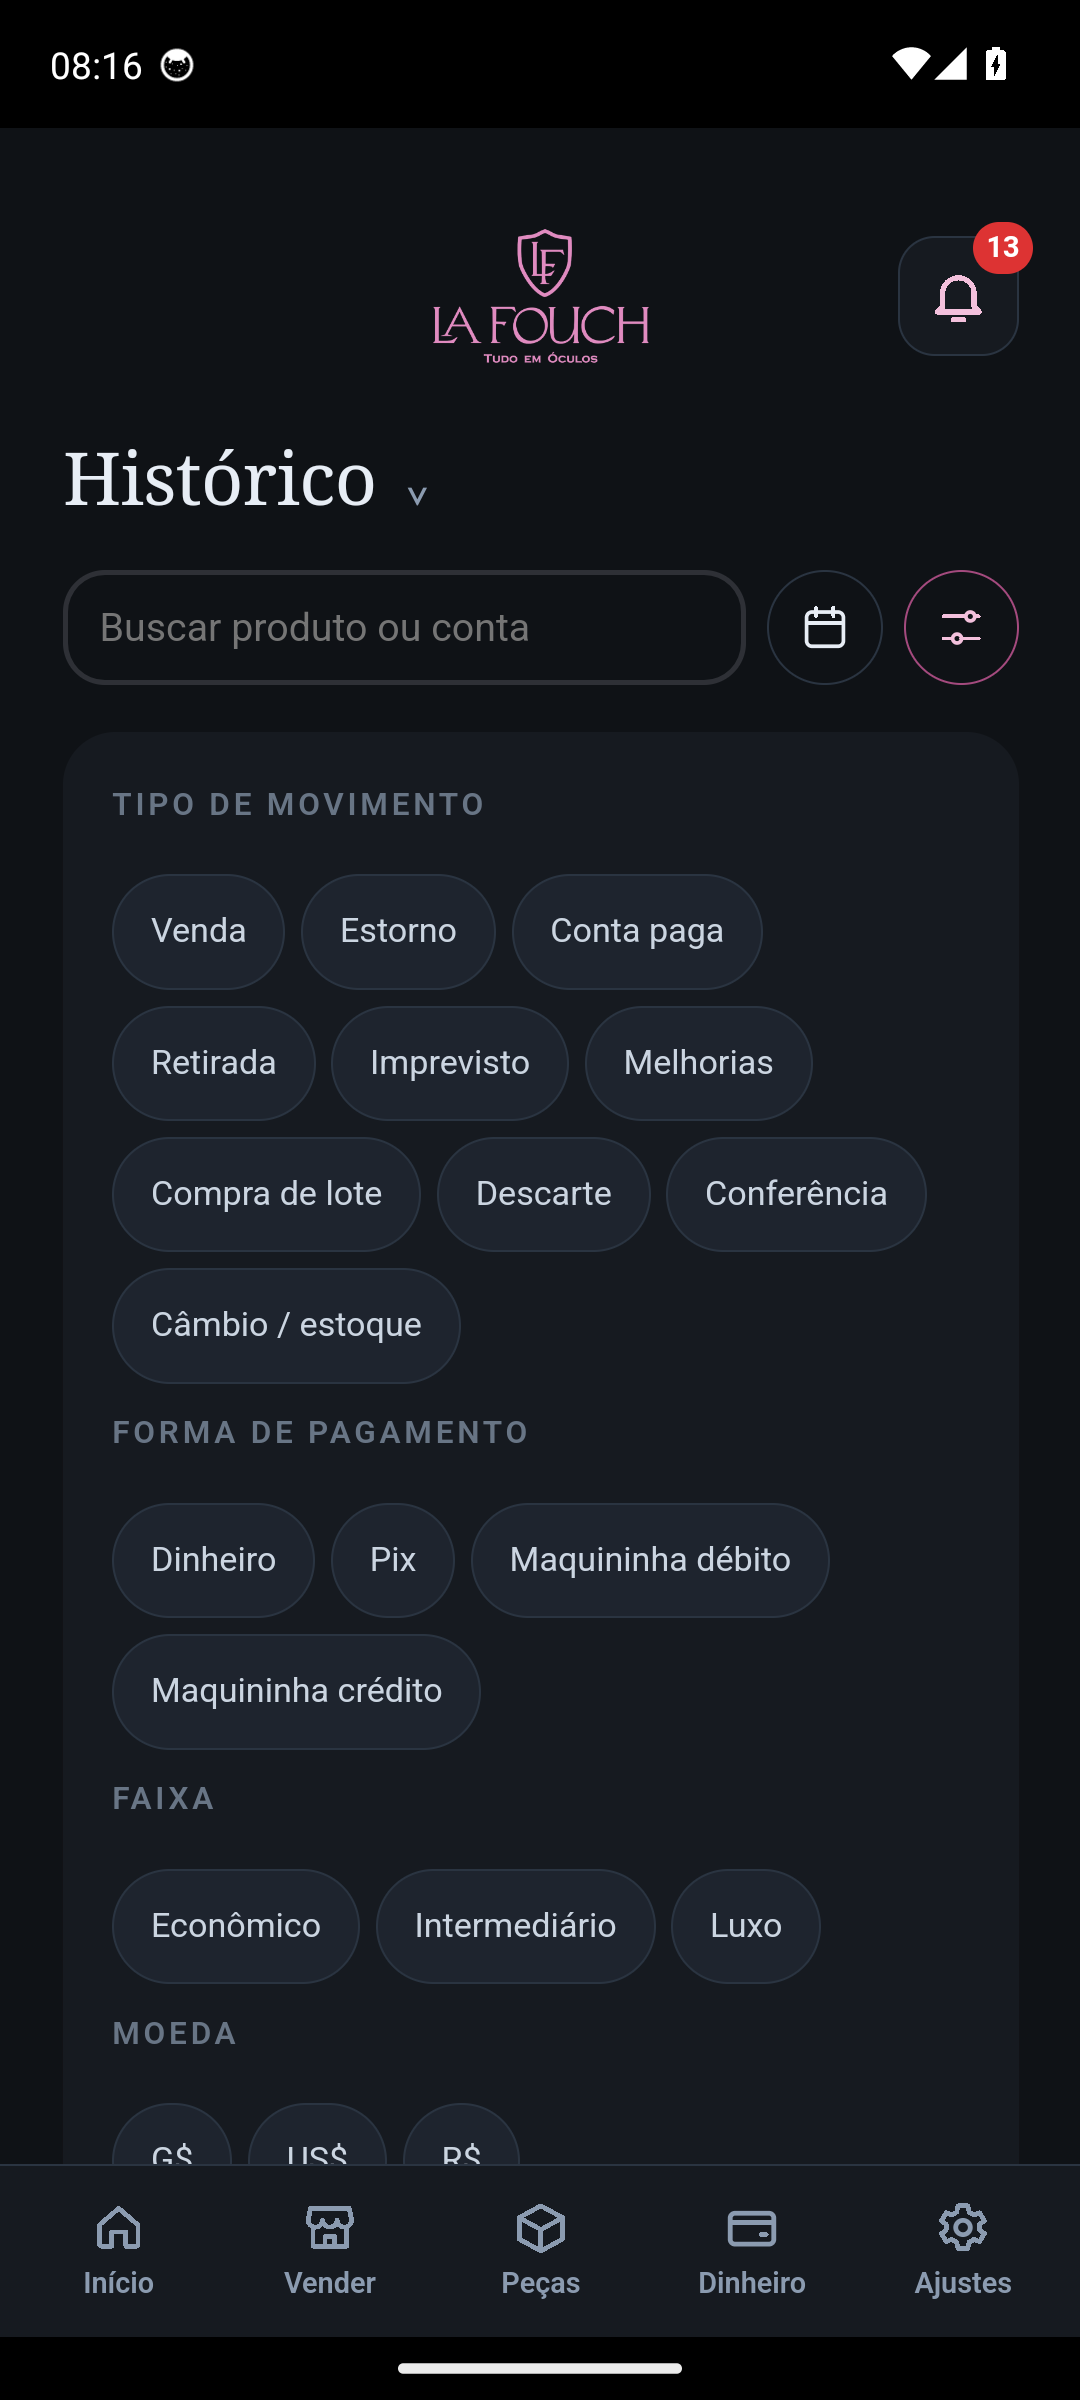 08:16
13
LF
LA FOUCH
TUDO EM ÓCULOS
Histórico
Buscar produto ou conta
TIPO DE MOVIMENTO
Venda Estorno Conta paga
Retirada Imprevisto Melhorias
Compra de lote Descarte Conferência
Câmbio / estoque
FORMA DE PAGAMENTO
Dinheiro Pix Maquininha débito
Maquininha crédito
FAIXA
Econômico Intermediário Luxo
MOEDA
G$ US$ R$
Início Vender Peças Dinheiro Ajustes